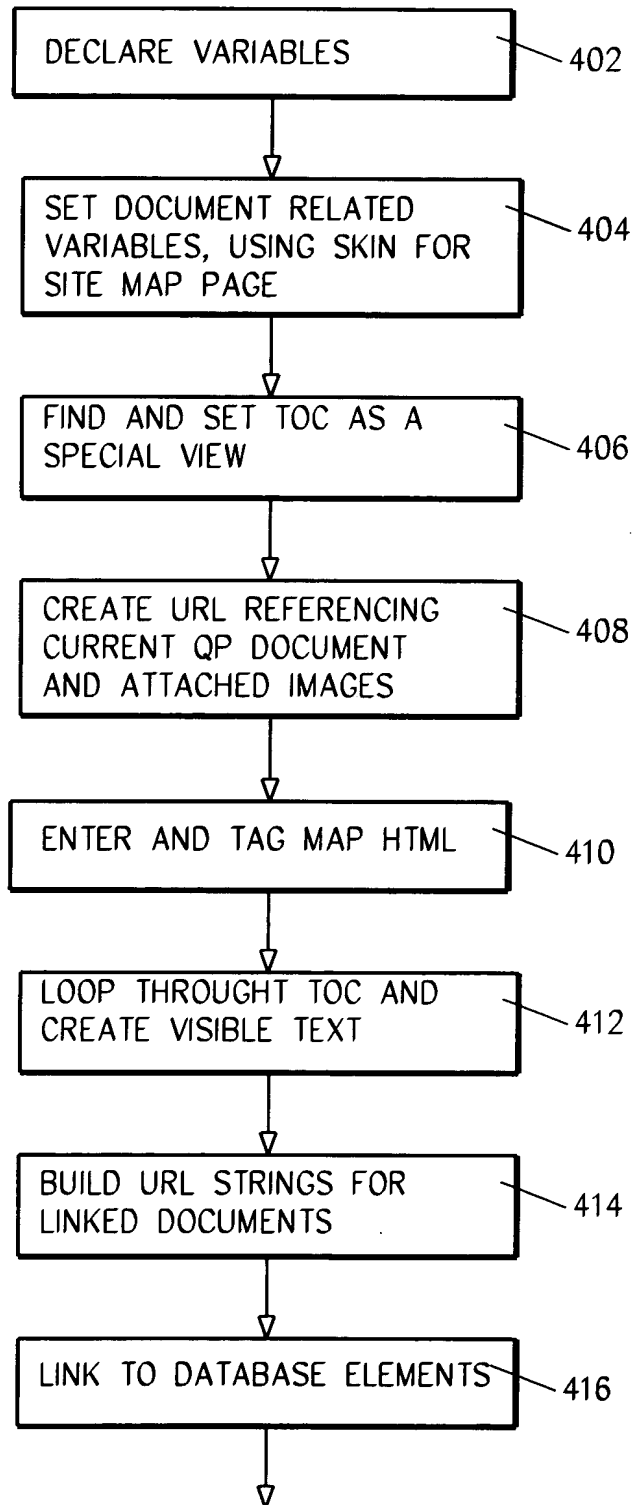 DECLARE VARIABLES
402
SET DOCUMENT RELATED
VARIABLES, USING SKIN FOR
SITE MAP PAGE
404
FIND AND SET TOC AS A
SPECIAL VIEW
406
CREATE URL REFERENCING
CURRENT QP DOCUMENT
AND ATTACHED IMAGES
408
ENTER AND TAG MAP HTML
410
LOOP THROUGHT TOC AND
CREATE VISIBLE TEXT
412
BUILD URL STRINGS FOR
LINKED DOCUMENTS
414
LINK TO DATABASE ELEMENTS
416